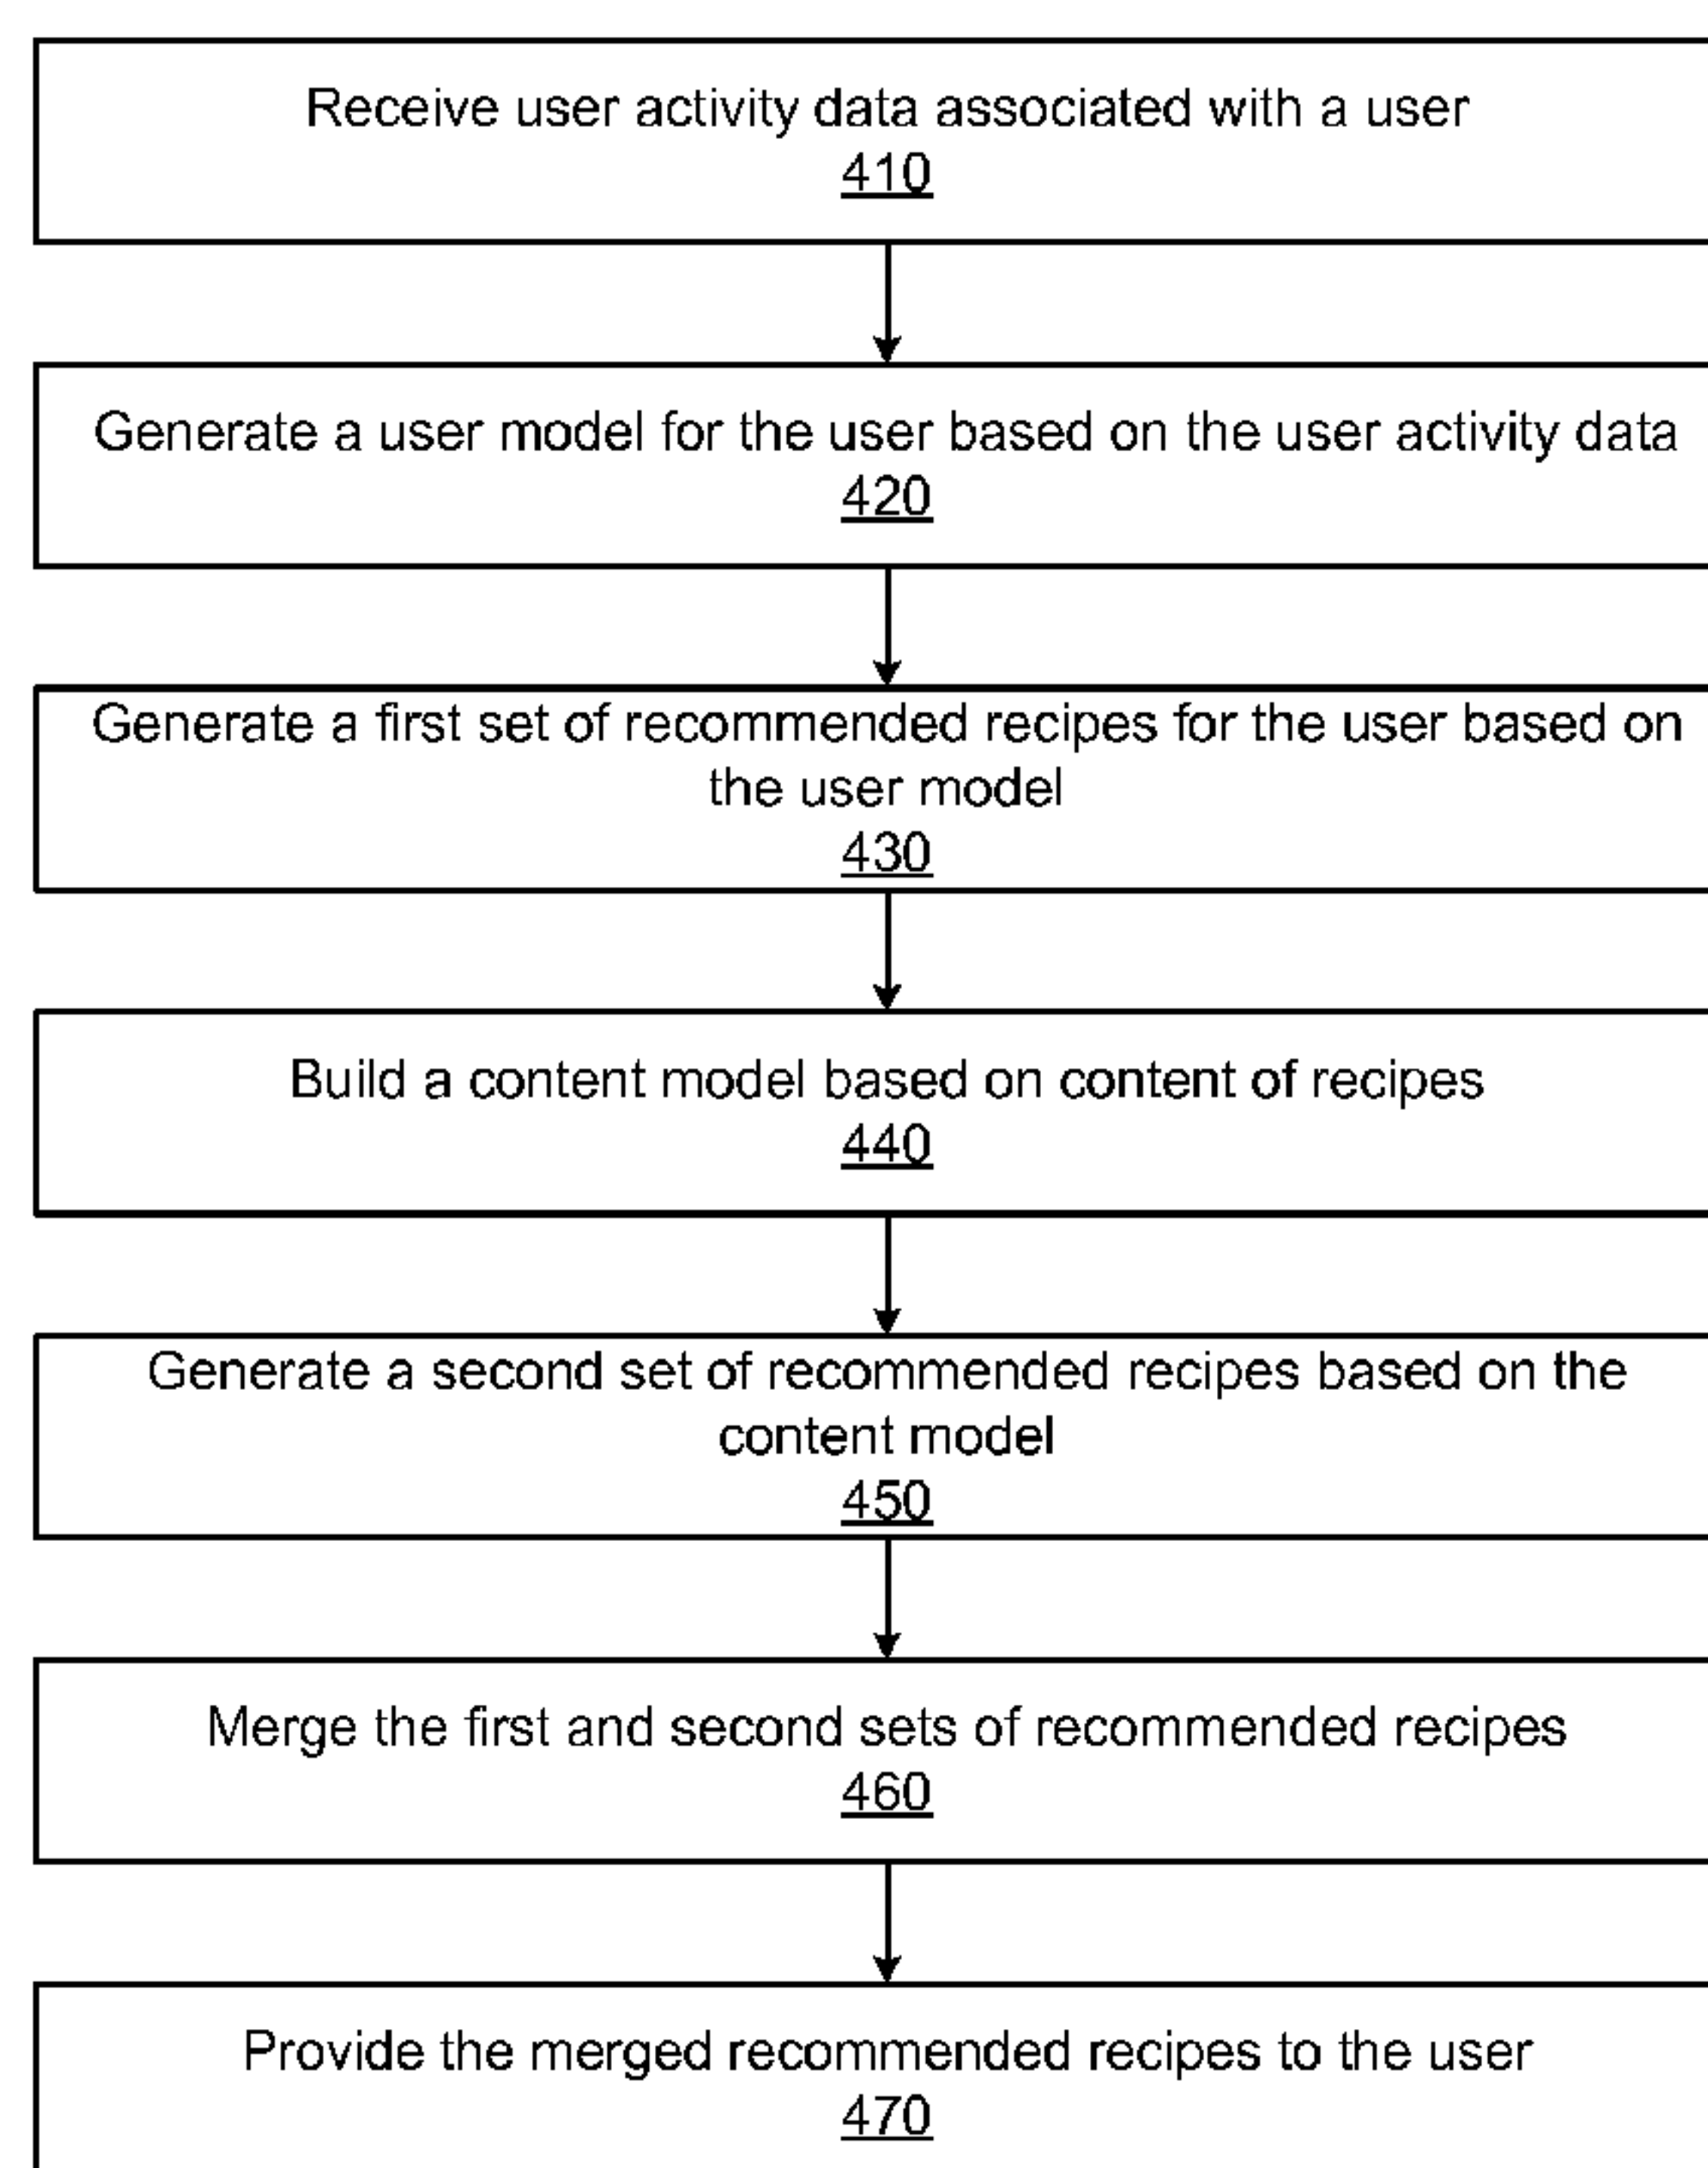 Receive user activity data associated with a user
410
Generate a user model for the user based on the user activity data
420
Generate a first set of recommended recipes for the user based on
the user model
430
Build a content model based on content of recipes
440
Generate a second set of recommended recipes based on the
content model
450
Merge the first and second sets of recommended recipes
460
Provide the merged recommended recipes to the user
470